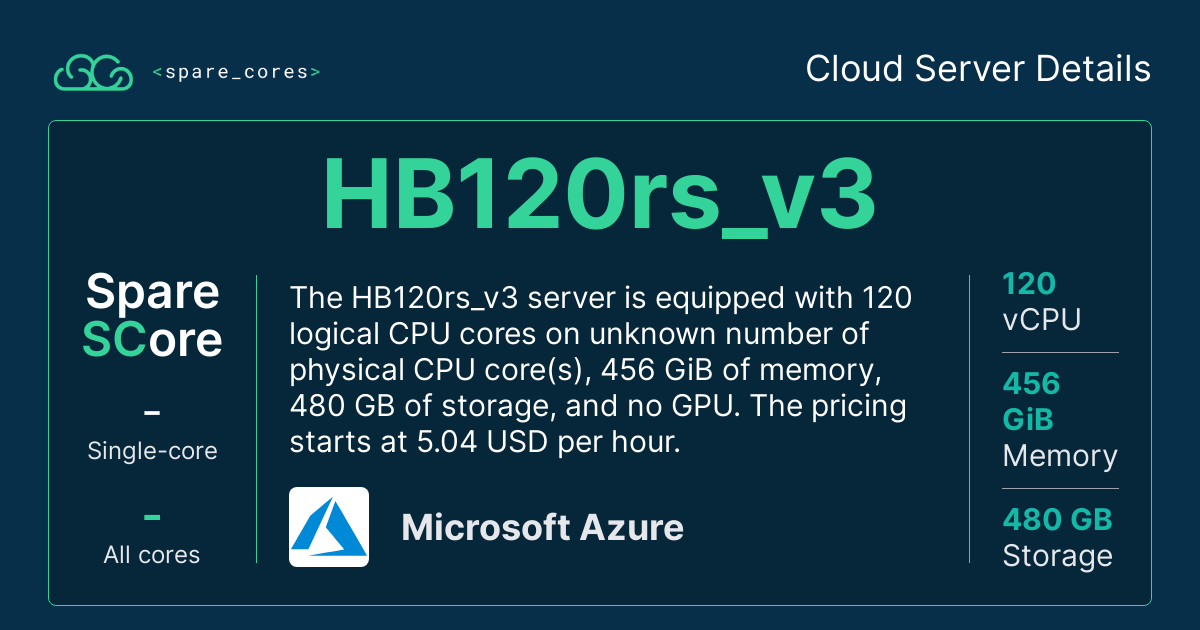 <spare_cores>
Cloud Server Details
HB120rs_v3
Spare
SCore
-
Single-core
-
All cores
The HB120rs_v3 server is equipped with 120
logical CPU cores on unknown number of
physical CPU core(s), 456 GiB of memory,
480 GB of storage, and no GPU. The pricing
starts at 5.04 USD per hour.
Microsoft Azure
120
vCPU
456
GiB
Memory
480 GB
Storage